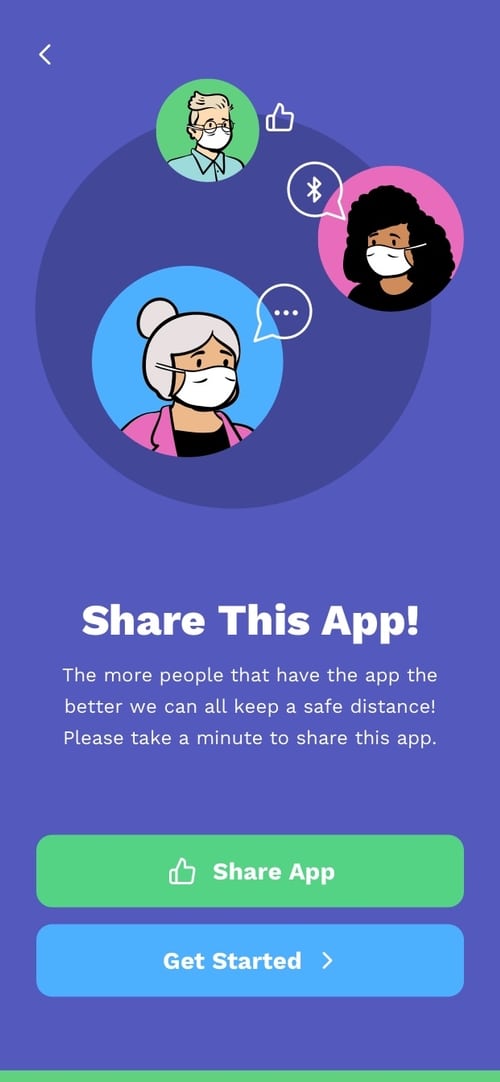 Share This App!
The more people that have the app the
better we can all keep a safe distance!
Please take a minute to share this app.
Share App
Get Started